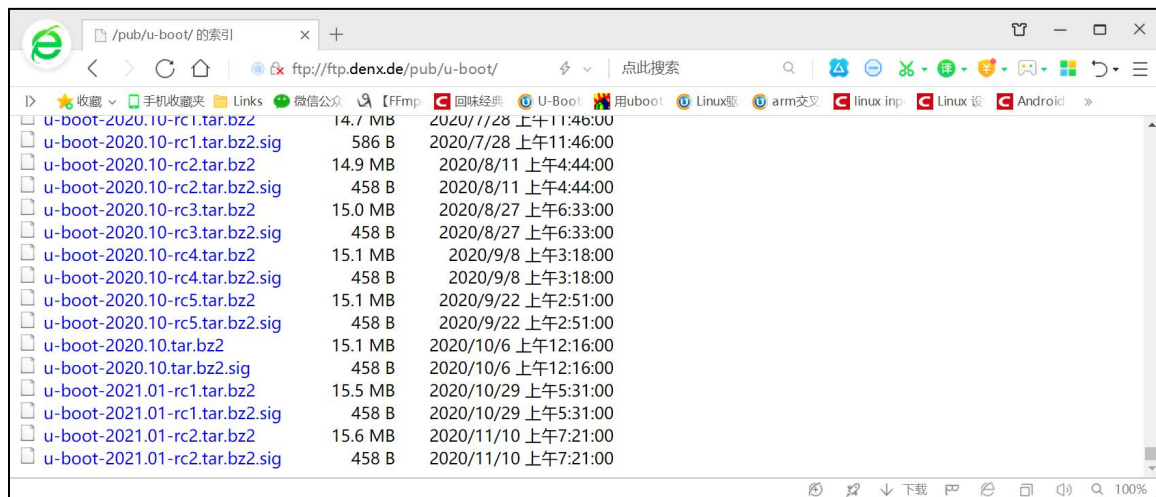 /pub/u-boot/ 的索引
ftp://ftp.denx.de/pub/u-boot/ 点此搜索
收藏 手机收藏夹 Links 微信公众 【FFmp 回味经典 U-Boot 用uboot Linux驱 arm交叉 linux inp Linux 设 Android »
u-boot-2020.10-rc1.tar.bz2 14.7 MB 2020/7/28 上午11:46:00
u-boot-2020.10-rc1.tar.bz2.sig 586 B 2020/7/28 上午11:46:00
u-boot-2020.10-rc2.tar.bz2 14.9 MB 2020/8/11 上午4:44:00
u-boot-2020.10-rc2.tar.bz2.sig 458 B 2020/8/11 上午4:44:00
u-boot-2020.10-rc3.tar.bz2 15.0 MB 2020/8/27 上午6:33:00
u-boot-2020.10-rc3.tar.bz2.sig 458 B 2020/8/27 上午6:33:00
u-boot-2020.10-rc4.tar.bz2 15.1 MB 2020/9/8 上午3:18:00
u-boot-2020.10-rc4.tar.bz2.sig 458 B 2020/9/8 上午3:18:00
u-boot-2020.10-rc5.tar.bz2 15.1 MB 2020/9/22 上午2:51:00
u-boot-2020.10-rc5.tar.bz2.sig 458 B 2020/9/22 上午2:51:00
u-boot-2020.10.tar.bz2 15.1 MB 2020/10/6 上午12:16:00
u-boot-2020.10.tar.bz2.sig 458 B 2020/10/6 上午12:16:00
u-boot-2021.01-rc1.tar.bz2 15.5 MB 2020/10/29 上午5:31:00
u-boot-2021.01-rc1.tar.bz2.sig 458 B 2020/10/29 上午5:31:00
u-boot-2021.01-rc2.tar.bz2 15.6 MB 2020/11/10 上午7:21:00
u-boot-2021.01-rc2.tar.bz2.sig 458 B 2020/11/10 上午7:21:00
下载 100%